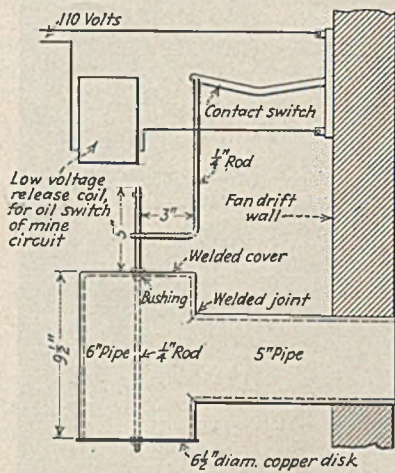 .110 Volts
Contact switch
1/4" Rod
Low voltage
release coil,
for oil switch
of mine
circuit
3"
5"
Fan drift
wall
Welded cover
Bushing
Welded joint
9 1/2"
6" Pipe
1/4" Rod
5" Pipe
6 1/2" diam. copper disk